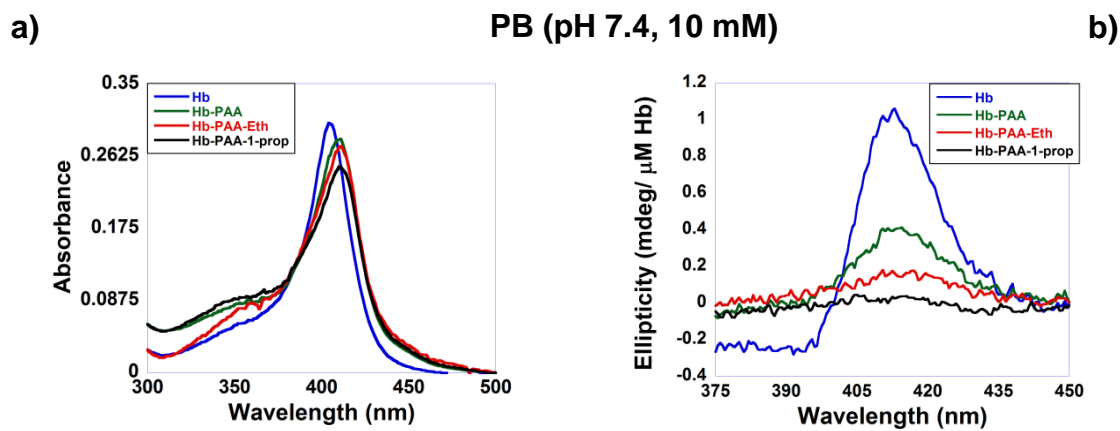 a)
PB (pH 7.4, 10 mM)
b)
0.35
0.2625
0.175
0.0875
0
Absorbance
Hb
Hb-PAA
Hb-PAA-Eth
Hb-PAA-1-prop
300 350 400 450 500
Wavelength (nm)
1.2
1
0.8
0.6
0.4
0.2
0
-0.2
-0.4
Ellipticity (mdeg/ µM Hb)
Hb
Hb-PAA
Hb-PAA-Eth
Hb-PAA-1-prop
375 390 405 420 435 450
Wavelength (nm)